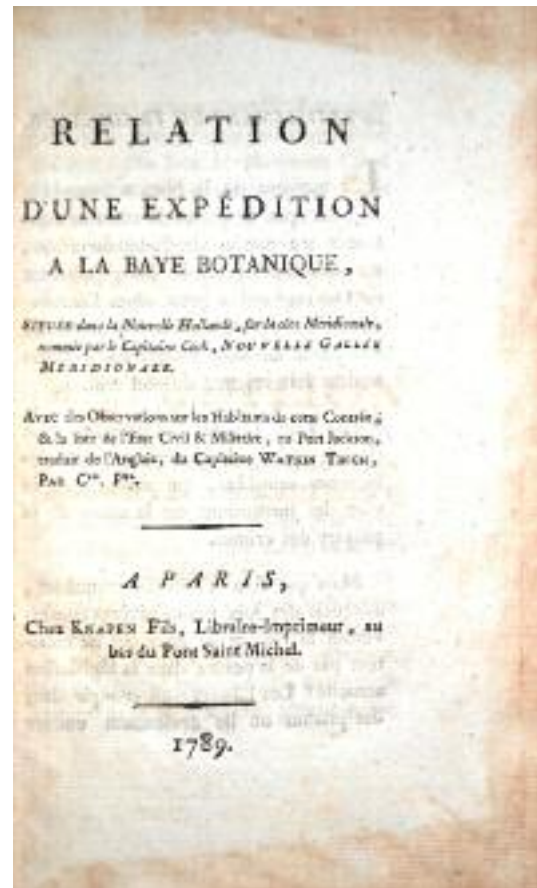 RELATION
D'UNE EXPÉDITION
A LA BAYE BOTANIQUE,
SITUÉE dans la Nouvelle Hollande, sur la côte Méridionale,
nommée par le Capitaine Cook, NOUVELLE GALLES
MERIDIONALE.
AVEC des Observations sur les Habitans de cette Contrée,
& la liste de l'Etat Civil & Militaire, au Port Jackson,
traduit de l'Anglais, du Capitaine WATKIN TENCH,
PAR
A PARIS,
Chez KNAPEN Fils, Libraire-Imprimeur, au
bas du Pont Saint Michel.
1789.